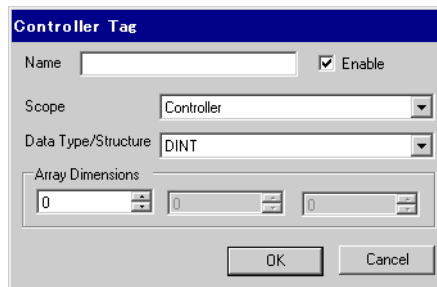 Controller Tag
Name Enable
Scope Controller
Data Type/Structure DINT
Array Dimensions
0 0 0
OK Cancel